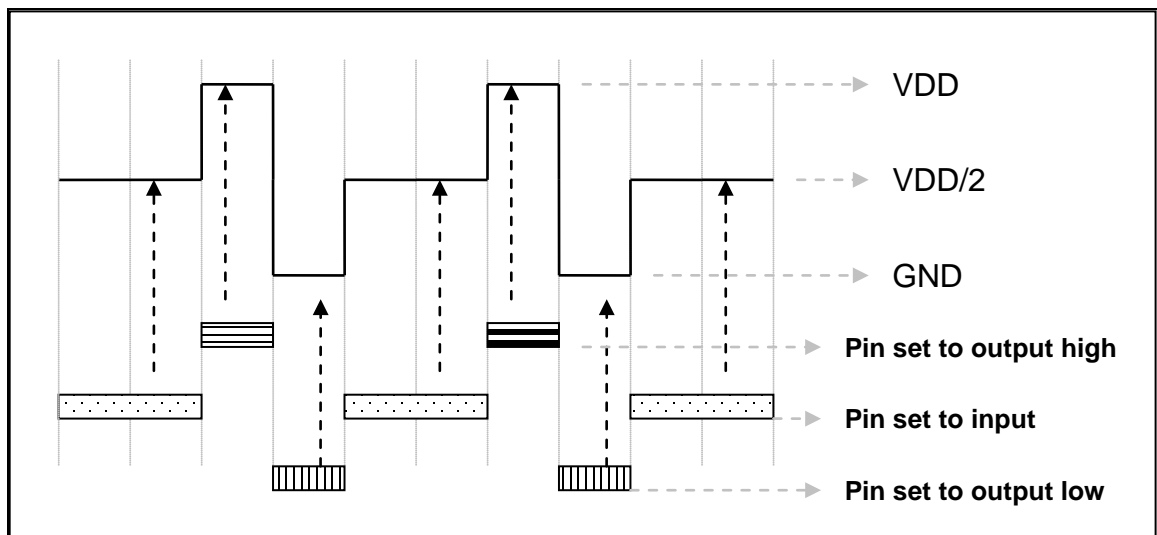 VDD
VDD/2
GND
Pin set to output high
Pin set to input
Pin set to output low